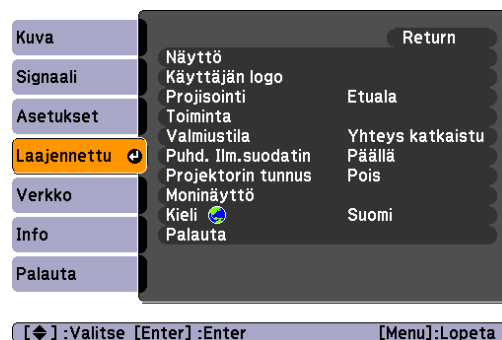 Kuva
Signaali
Asetukset
Laajennettu
Verkko
Info
Palauta
Return
Näyttö
Käyttäjän logo
Projisointi Etuala
Toiminta
Valmiustila Yhteys katkaistu
Puhd. Ilm.suodatin Päällä
Projektorin tunnus Pois
Moninäyttö
Kieli Suomi
Palauta
[◆] :Valitse [Enter] :Enter [Menu]:Lopeta